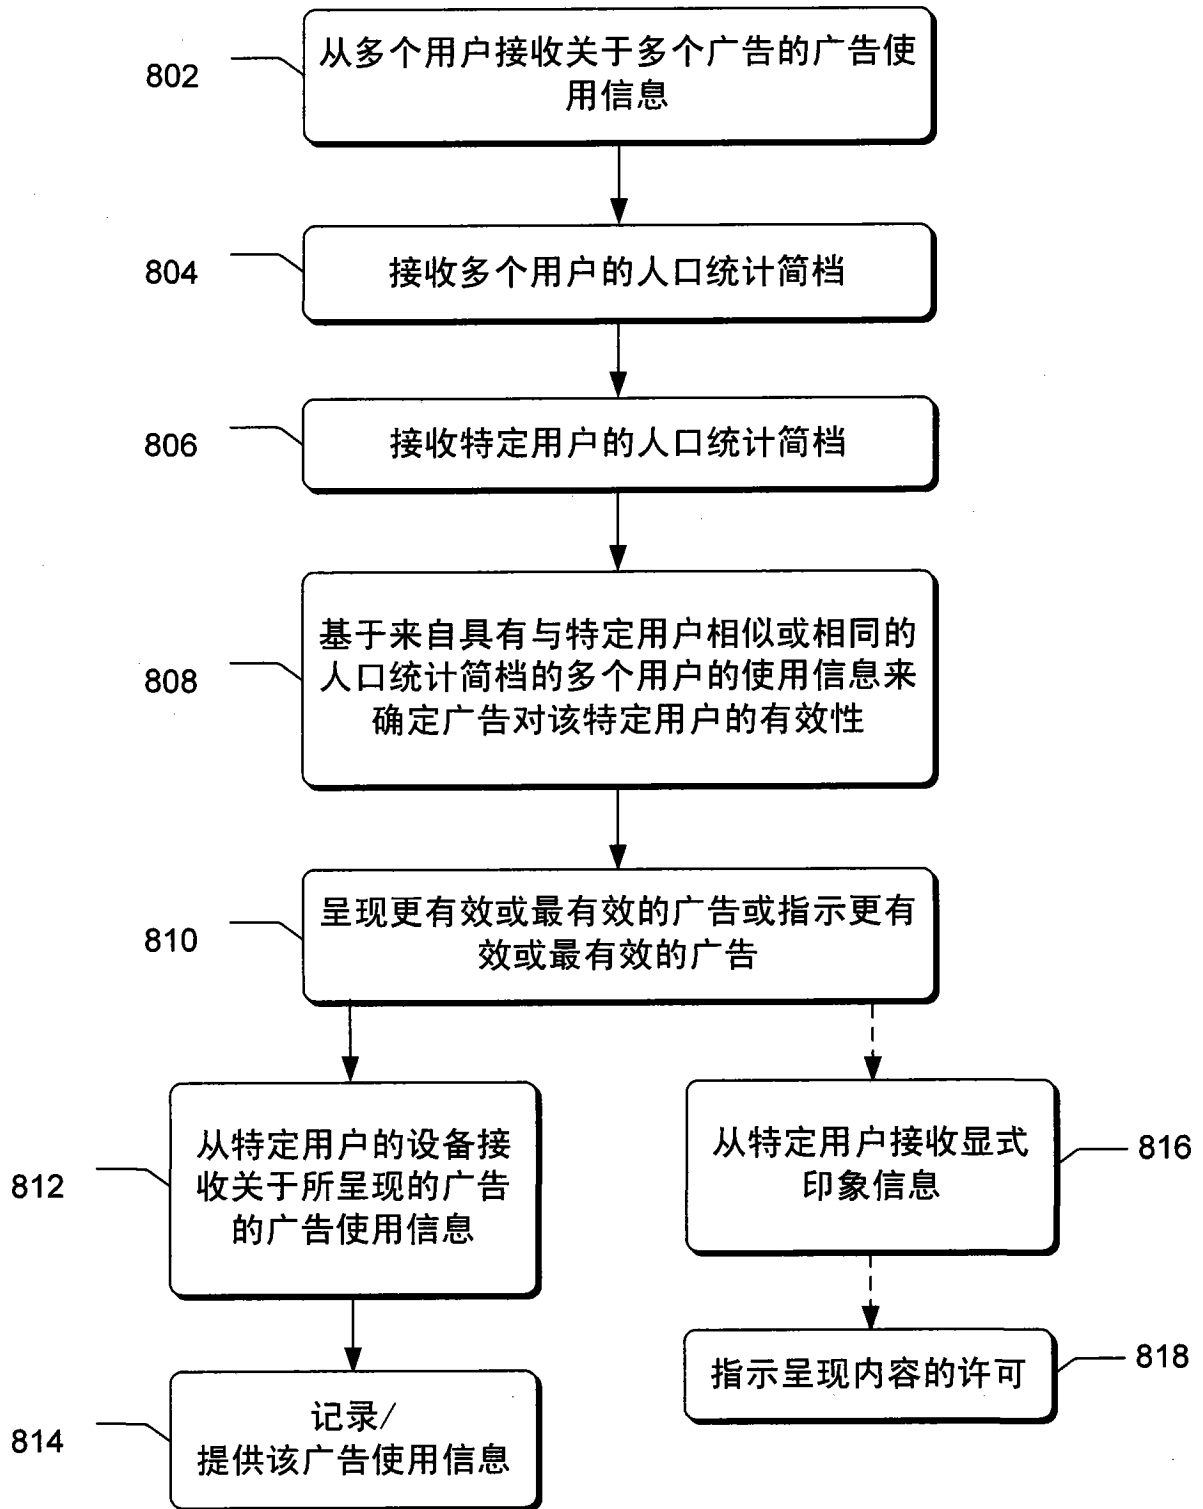 802
从多个用户接收关于多个广告的广告使
用信息
804
接收多个用户的人口统计简档
806
接收特定用户的人口统计简档
808
基于来自具有与特定用户相似或相同的
人口统计简档的多个用户的使用信息来
确定广告对该特定用户的有效性
810
呈现更有效或最有效的广告或指示更有
效或最有效的广告
812
从特定用户的设备接
收关于所呈现的广告
的广告使用信息
从特定用户接收显式
印象信息
816
指示呈现内容的许可
818
814
记录/
提供该广告使用信息